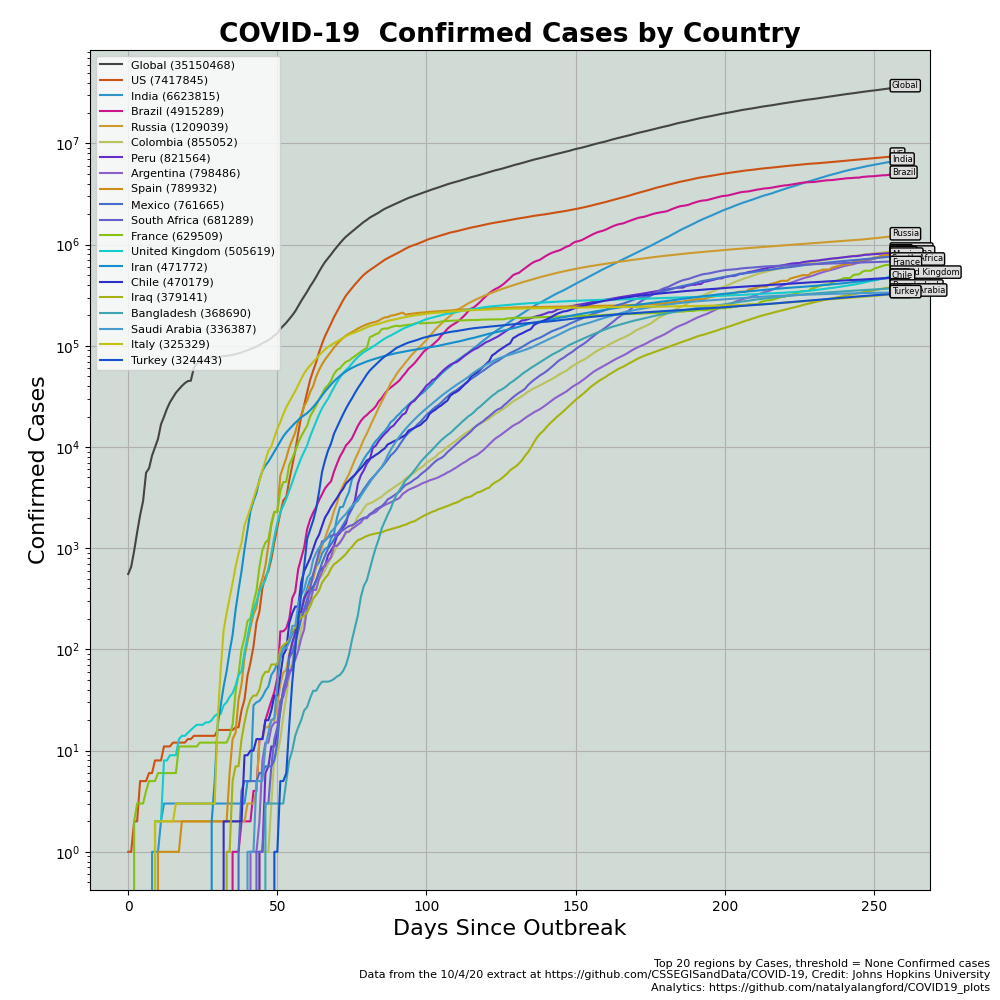 COVID-19  Confirmed Cases by Country
Global (35150468)
US (7417845)
India (6623815)
Brazil (4915289)
Russia (1209039)
Colombia (855052)
Peru (821564)
Argentina (798486)
Spain (789932)
Mexico (761665)
South Africa (681289)
France (629509)
United Kingdom (505619)
Iran (471772)
Chile (470179)
Iraq (379141)
Bangladesh (368690)
Saudi Arabia (336387)
Italy (325329)
Turkey (324443)
Global
India
Brazil
Russia
France
Chile
Turkey
Confirmed Cases
10^7
10^6
10^5
10^4
10^3
10^2
10^1
10^0
0 50 100 150 200 250
Days Since Outbreak
Top 20 regions by Cases, threshold = None Confirmed cases
Data from the 10/4/20 extract at https://github.com/CSSEGISandData/COVID-19, Credit: Johns Hopkins University
Analytics: https://github.com/natalyalangford/COVID19_plots